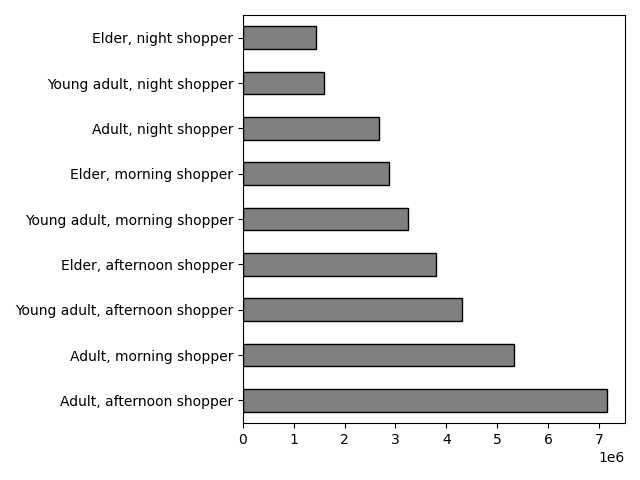 Elder, night shopper
Young adult, night shopper
Adult, night shopper
Elder, morning shopper
Young adult, morning shopper
Elder, afternoon shopper
Young adult, afternoon shopper
Adult, morning shopper
Adult, afternoon shopper
0 1 2 3 4 5 6 7
1e6